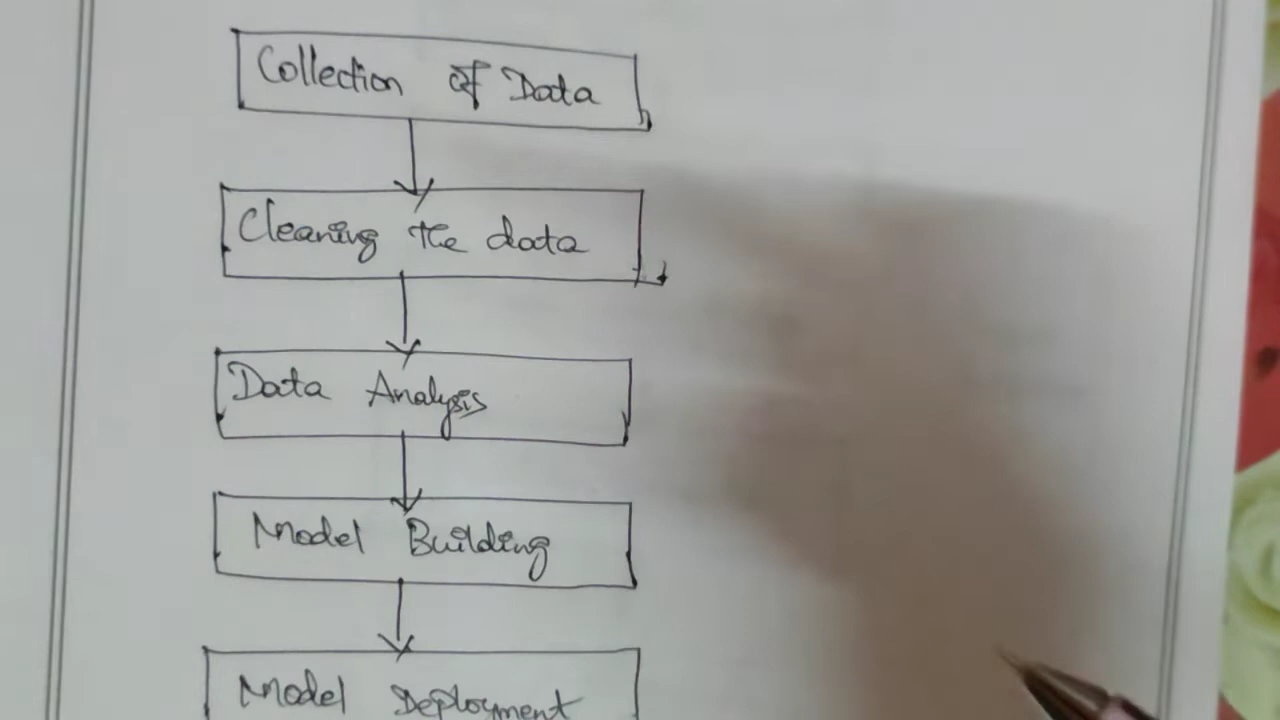 Collection of Data
Cleaning the data
Data Analysis
Model Building
Model Deployment